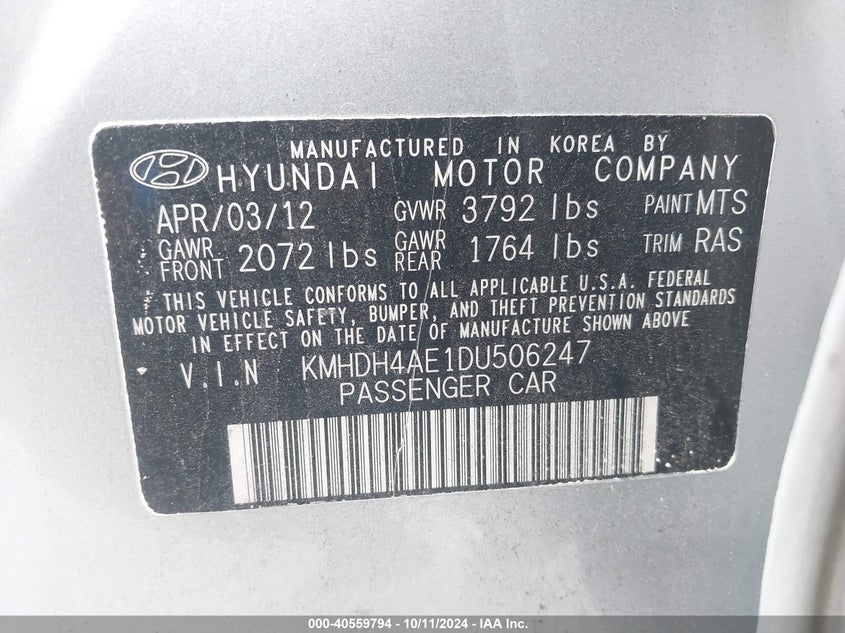 MANUFACTURED IN KOREA BY
HYUNDAI MOTOR COMPANY
APR/03/12 GVWR 3792 lbs PAINT MTS
GAWR FRONT 2072 lbs GAWR REAR 1764 lbs TRIM RAS
THIS VEHICLE CONFORMS TO ALL APPLICABLE U.S.A. FEDERAL
MOTOR VEHICLE SAFETY, BUMPER, AND THEFT PREVENTION STANDARDS
IN EFFECT ON THE DATE OF MANUFACTURE SHOWN ABOVE
V.I.N KMHDH4AE1DU506247
PASSENGER CAR
000-40559794 - 10/11/2024 - IAA Inc.